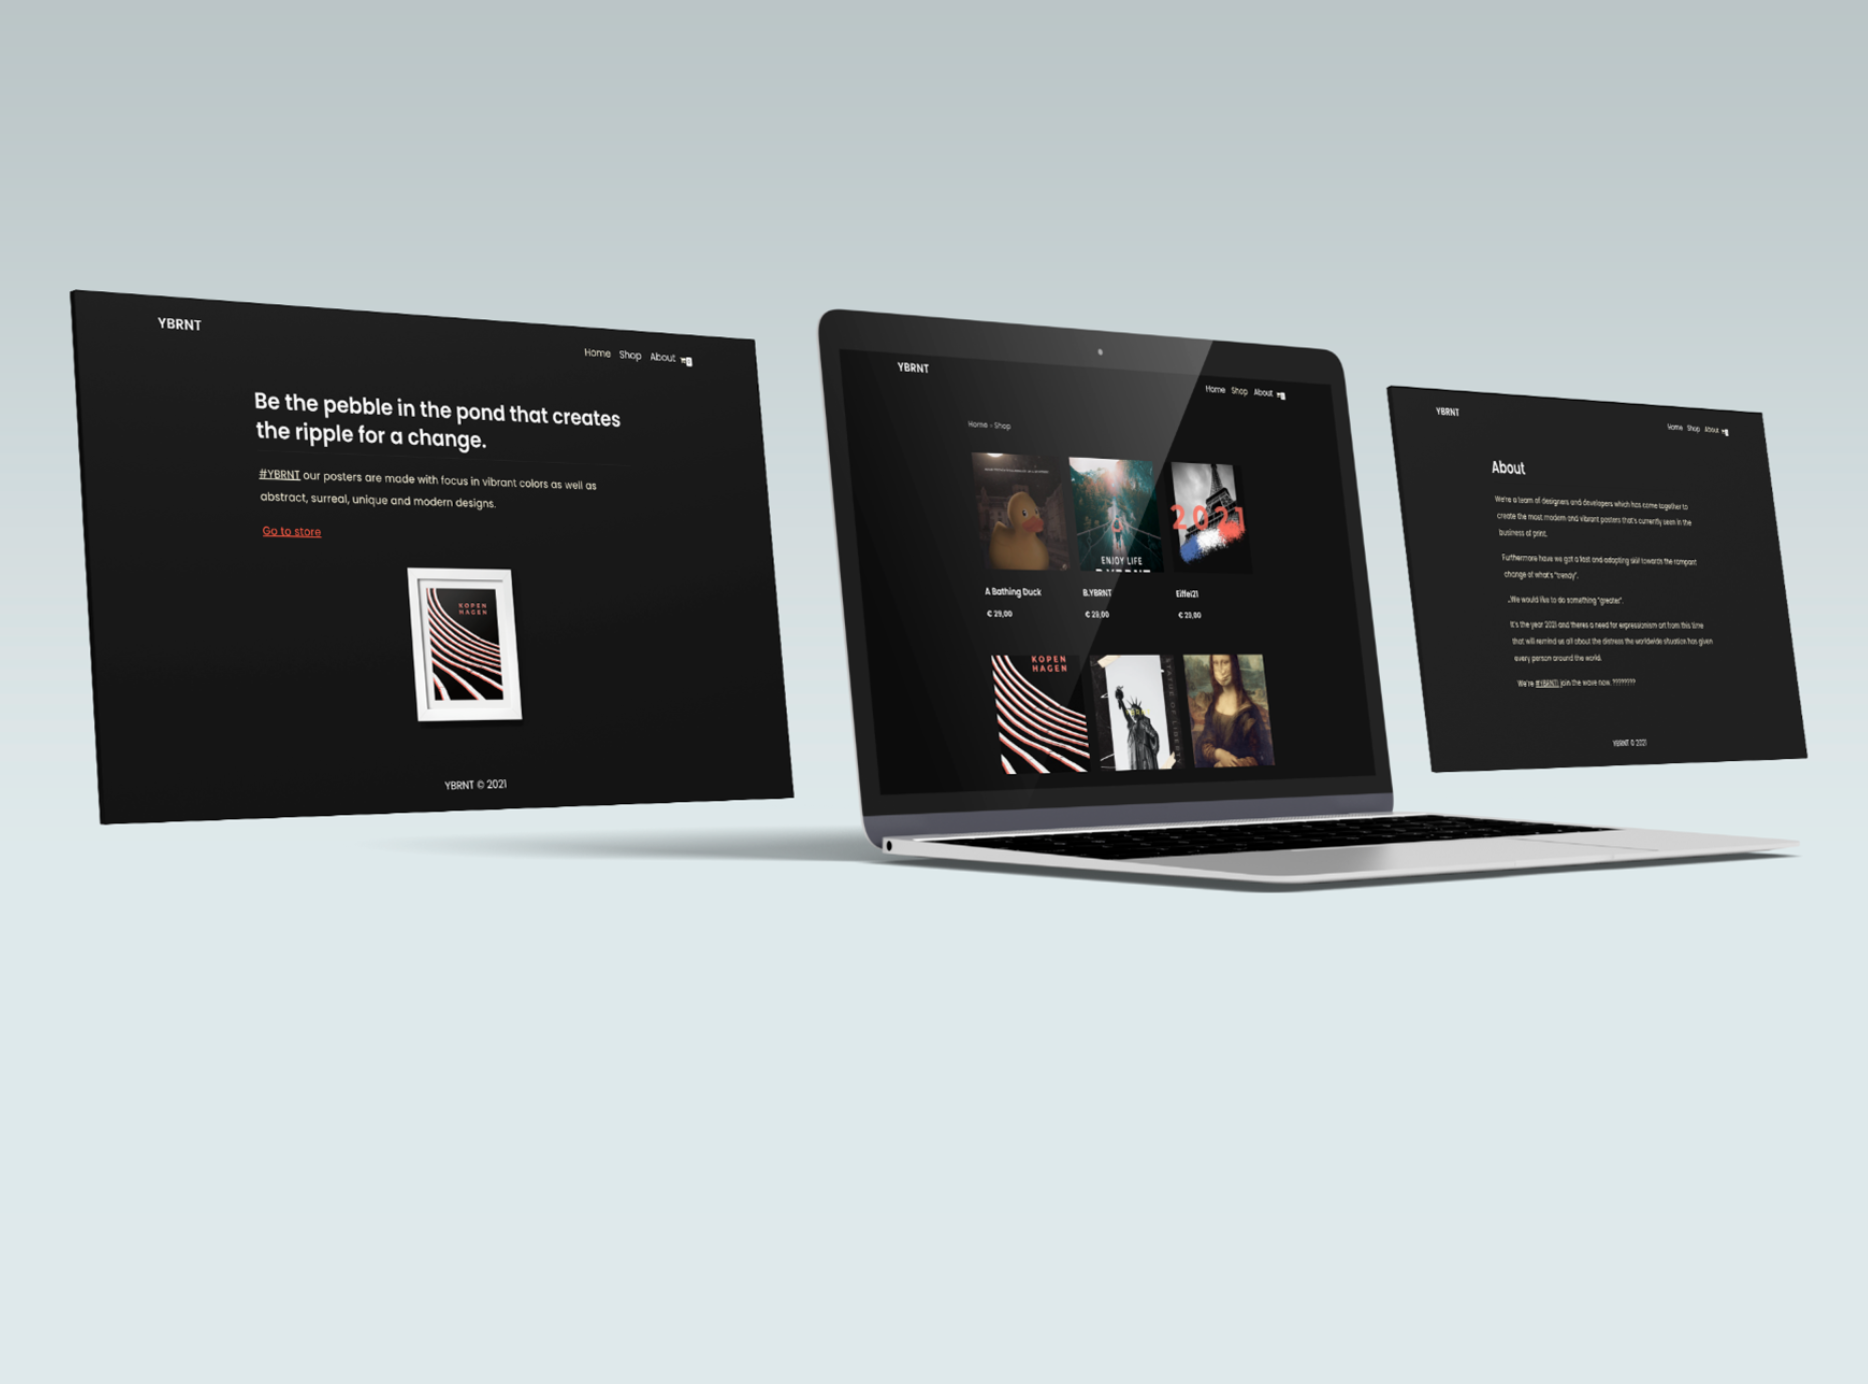 YBRNT
Home Shop About
Be the pebble in the pond that creates
the ripple for a change.
#YBRNT our posters are made with focus in vibrant colors as well as
abstract, surreal, unique and modern designs.
Go to store
KOPEN
HAGEN
YBRNT © 2021
YBRNT
Home Shop About
Home › Shop
ENJOY LIFE
2021
A Bathing Duck
B.YBRNT
Eiffel21
€ 29,00
€ 29,00
€ 29,00
KOPEN
HAGEN
STATUE OF LIBERTY
YBRNT
Home Shop About
About
We're a team of designers and developers which has come together to
create the most modern and vibrant posters that's currently seen in the
business of print.
Furthermore have we got a fast and adapting skill towards the rampant
change of what's "trendy".
„We would like to do something "greater".
It's the year 2021 and theres a need for expressionism art from this time
that will remind us all about the distress the worldwide situation has given
every person around the world.
We're #YBRNT! join the wave now. ????????
YBRNT © 2021